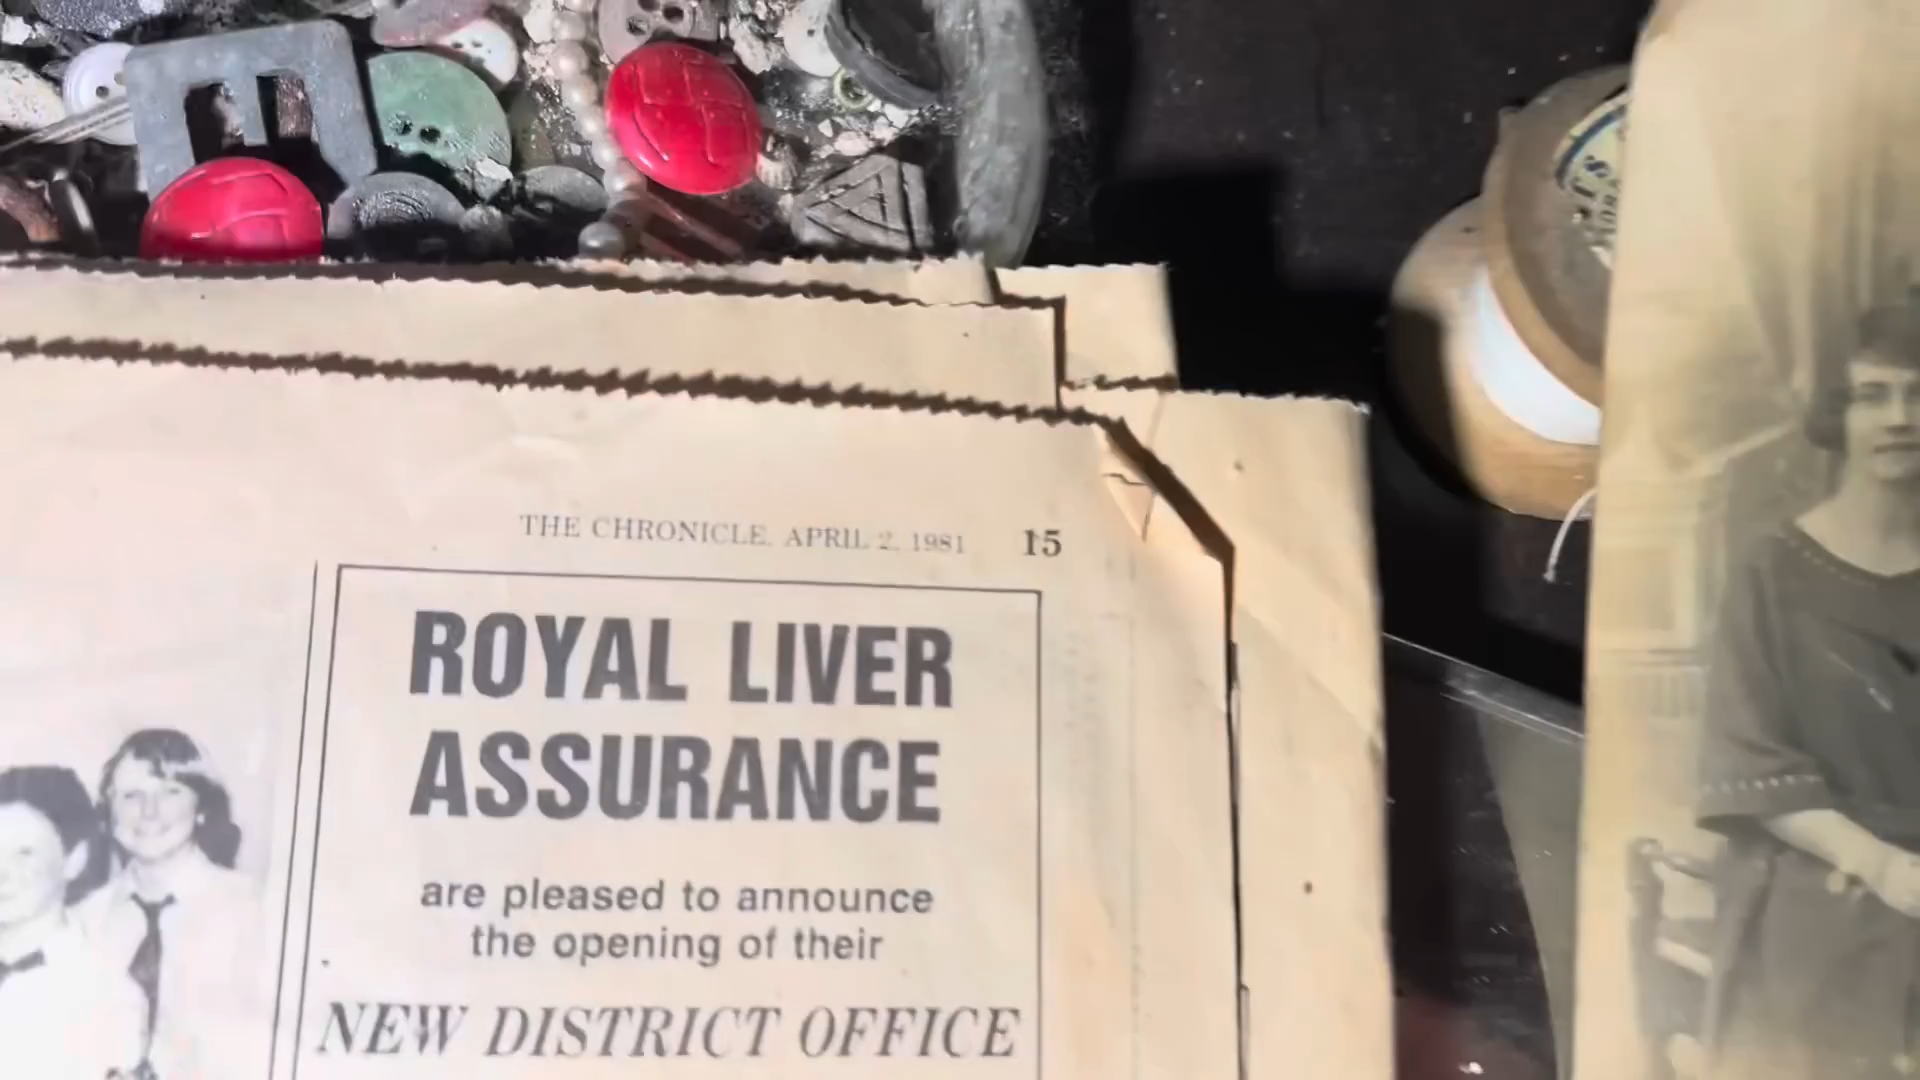 THE CHRONICLE, APRIL 2, 1981 15
ROYAL LIVER
ASSURANCE
are pleased to announce
the opening of their
NEW DISTRICT OFFICE